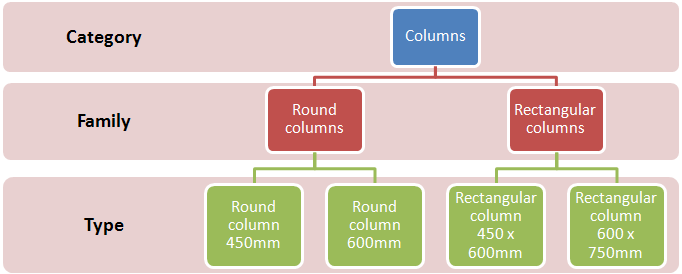 Category
Columns
Family
Round
columns
Rectangular
columns
Type
Round
column
450mm
Round
column
600mm
Rectangular
column
450 x
600mm
Rectangular
column
600 x
750mm